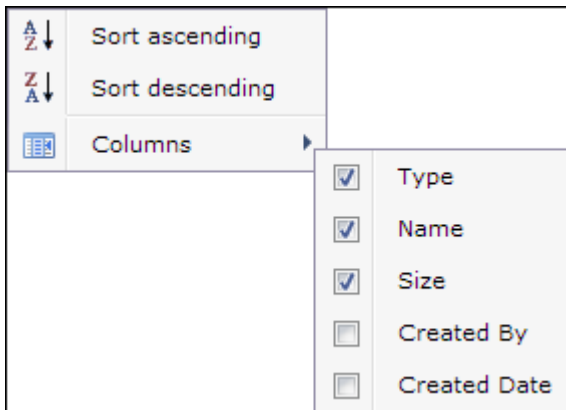 Sort ascending
Sort descending
Columns
Type
Name
Size
Created By
Created Date